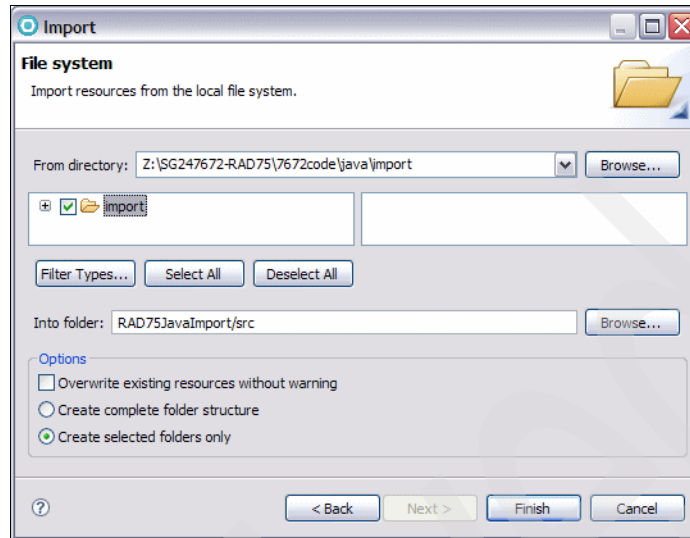 Import
File system
Import resources from the local file system.
From directory: Z:\SG247672-RAD75\7672code\java\import Browse...
import
Filter Types... Select All Deselect All
Into folder: RAD75JavaImport/src Browse...
Options
Overwrite existing resources without warning
Create complete folder structure
Create selected folders only
? < Back Next > Finish Cancel